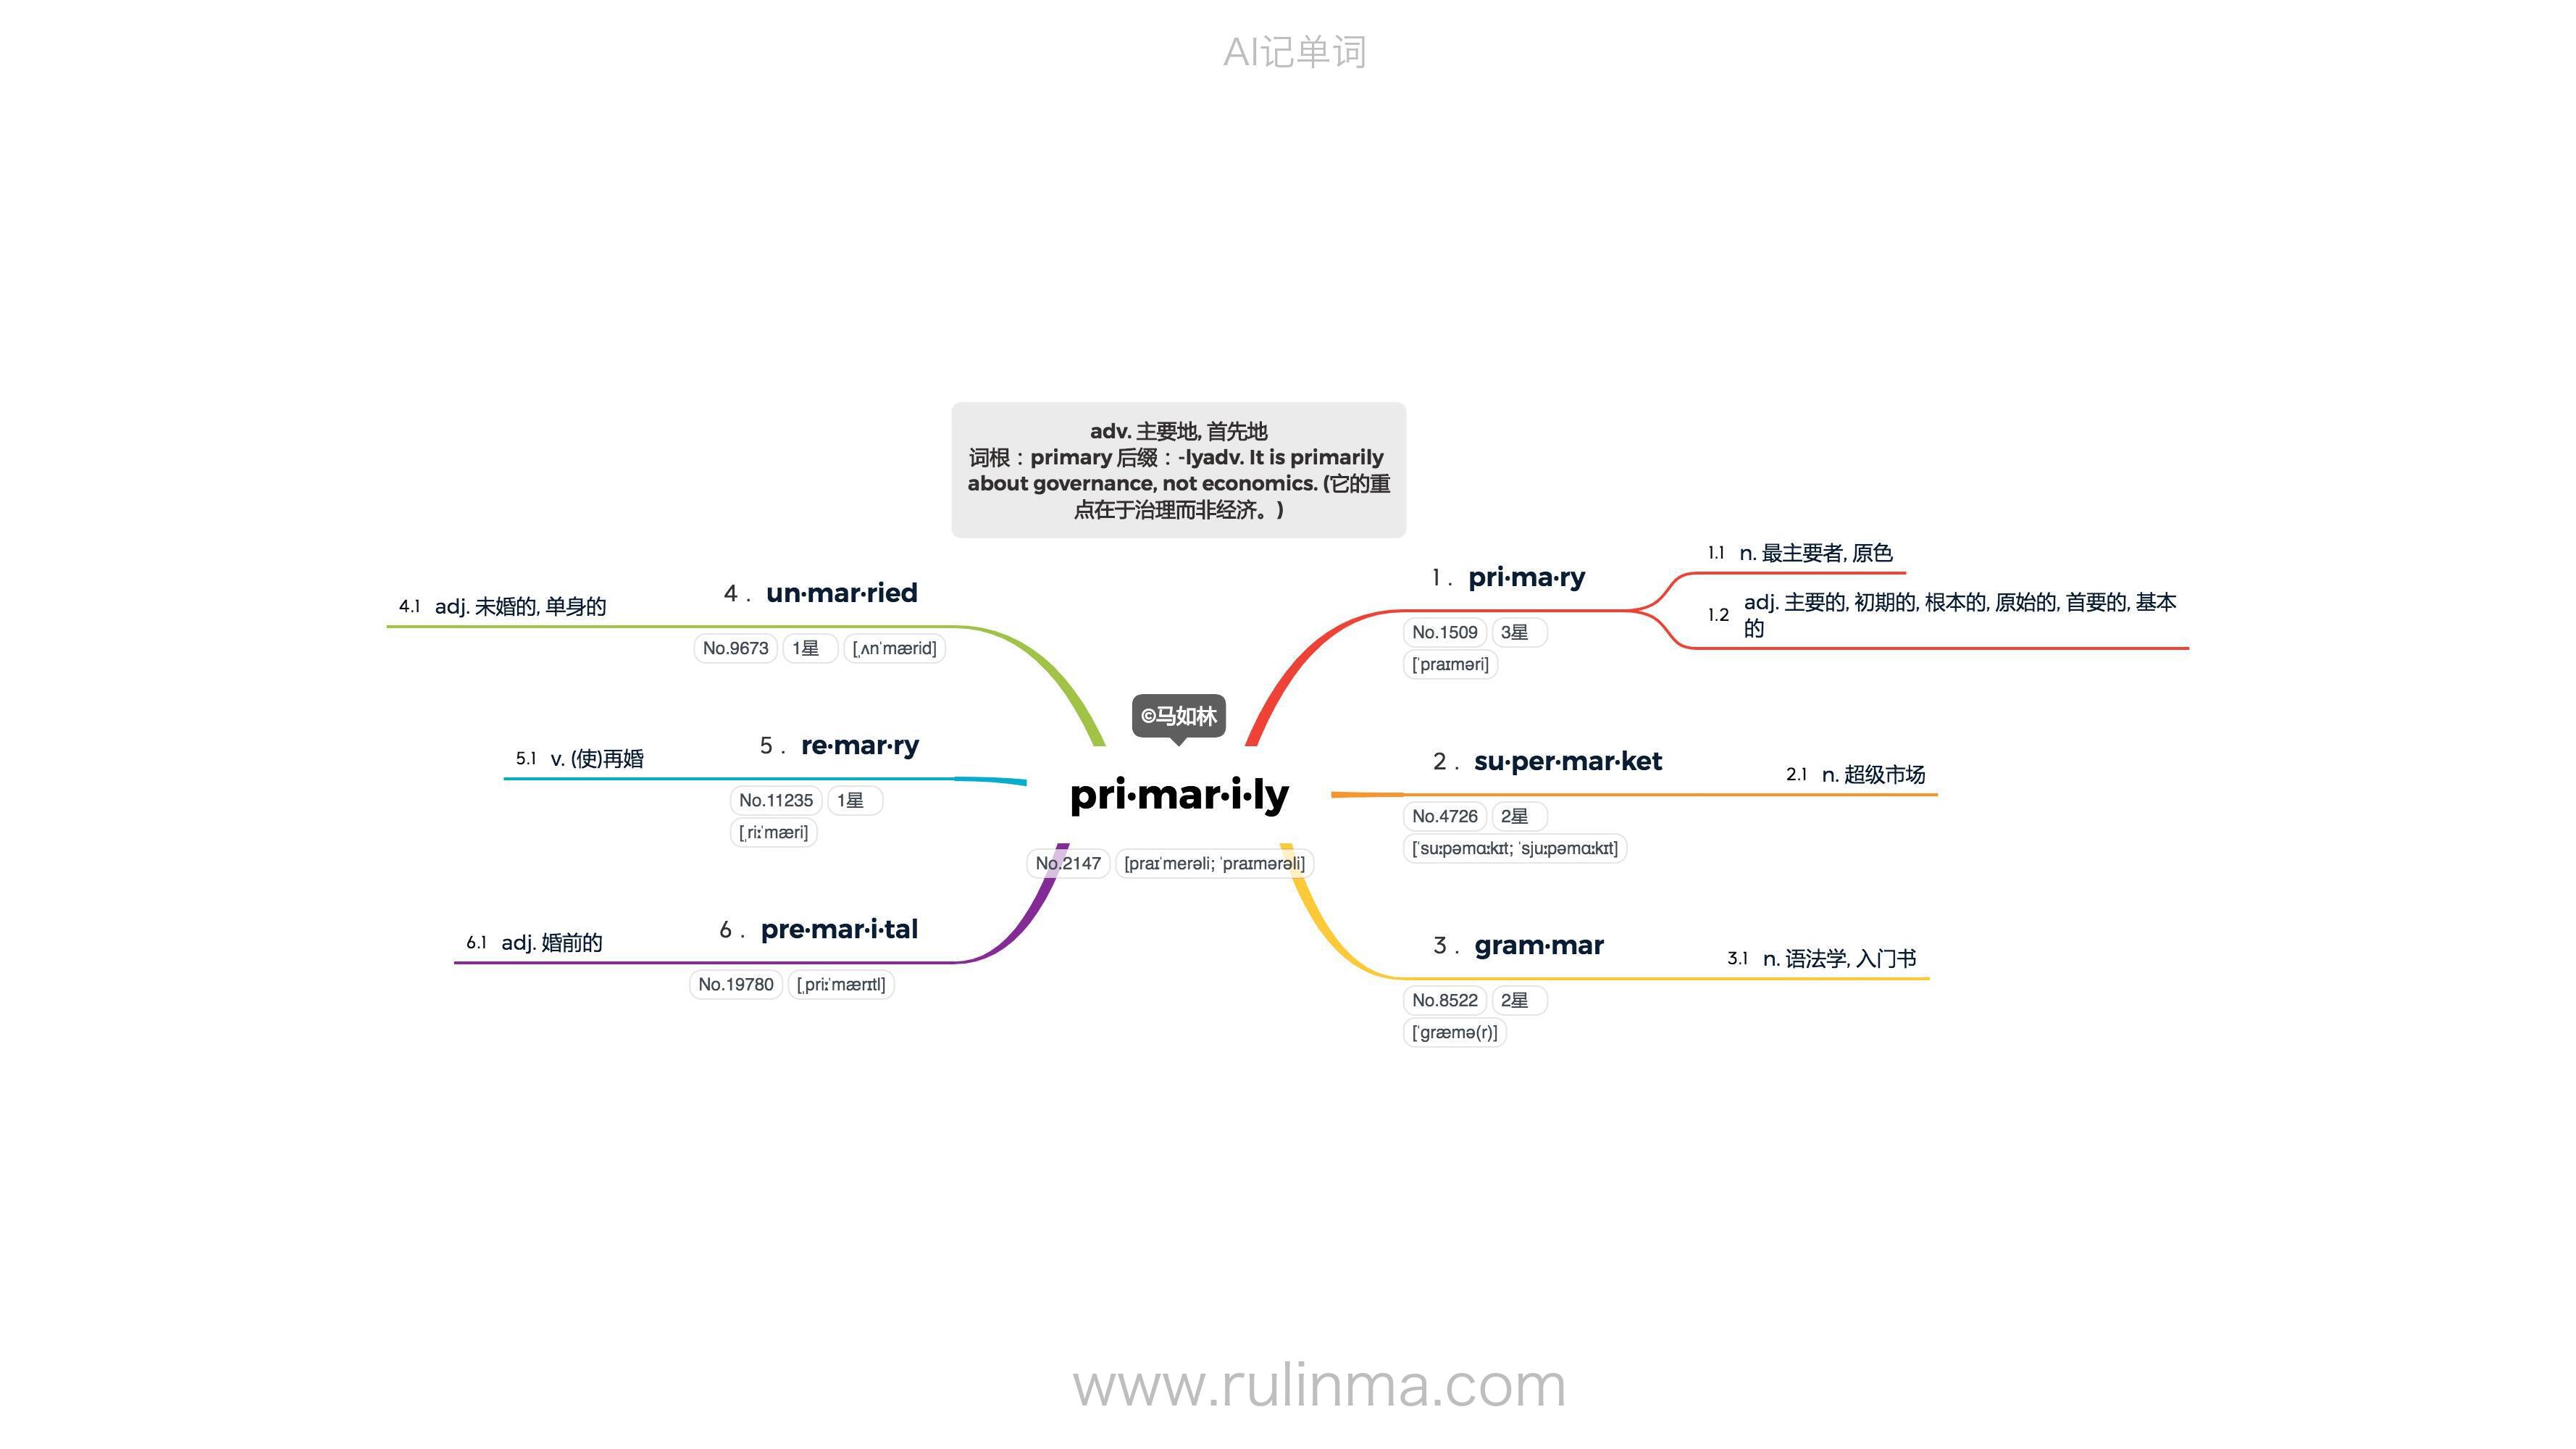 AI记单词
adv. 主要地, 首先地
词根：primary 后缀：-lyadv. It is primarily
about governance, not economics. (它的重
点在于治理而非经济。)
©马如林
pri·mar·i·ly
No.2147 [praɪˈmerəli; ˈpraɪmərəli]
1 . pri·ma·ry
No.1509 3星
[ˈpraɪməri]
1.1 n. 最主要者, 原色
1.2 adj. 主要的, 初期的, 根本的, 原始的, 首要的, 基本
的
2 . su·per·mar·ket
No.4726 2星
[ˈsuːpəmɑːkɪt; ˈsjuːpəmɑːkɪt]
2.1 n. 超级市场
3 . gram·mar
No.8522 2星
[ˈɡræmə(r)]
3.1 n. 语法学, 入门书
4 . un·mar·ried
No.9673 1星 [ˌʌnˈmærid]
4.1 adj. 未婚的, 单身的
5 . re·mar·ry
No.11235 1星
[ˌriːˈmæri]
5.1 v. (使)再婚
6 . pre·mar·i·tal
No.19780 [ˌpriːˈmærɪtl]
6.1 adj. 婚前的
www.rulinma.com